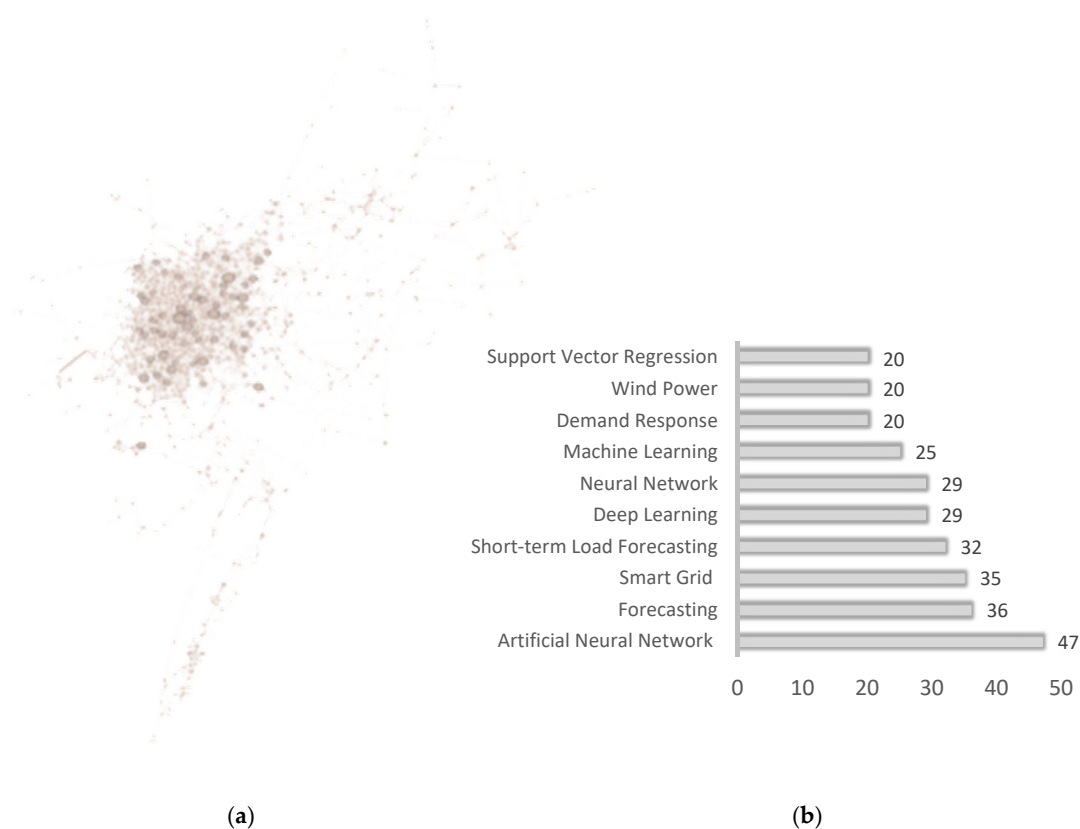 Support Vector Regression 20
Wind Power 20
Demand Response 20
Machine Learning 25
Neural Network 29
Deep Learning 29
Short-term Load Forecasting 32
Smart Grid 35
Forecasting 36
Artificial Neural Network 47
0 10 20 30 40 50
(a) (b)